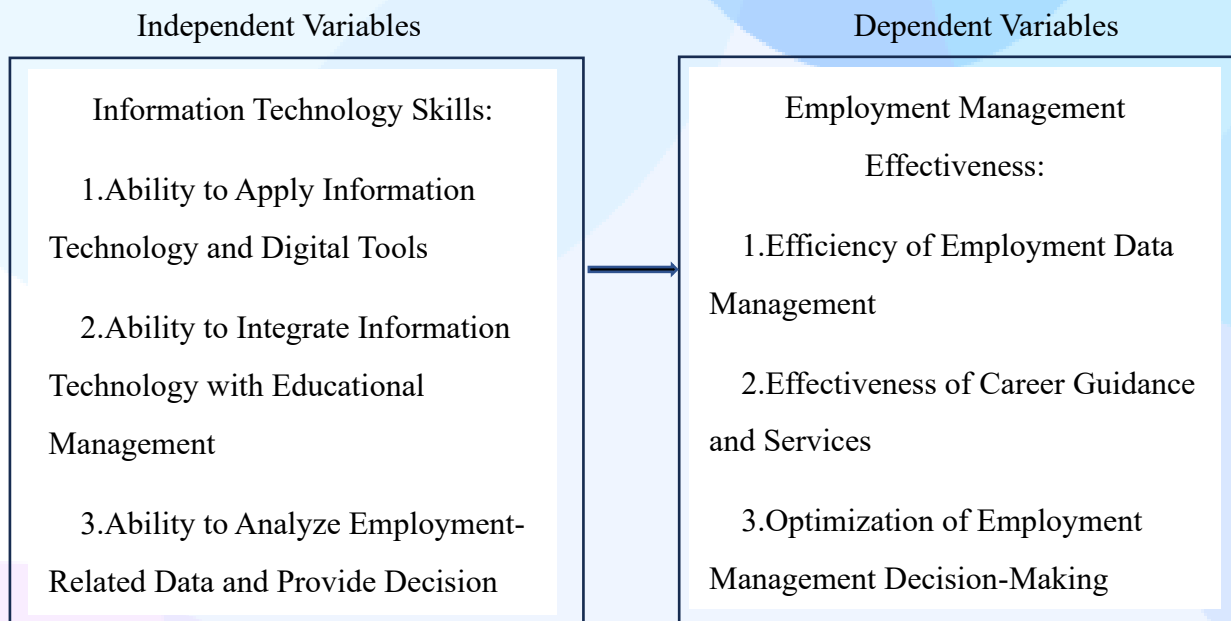 Independent Variables
Information Technology Skills:
1.Ability to Apply Information
Technology and Digital Tools
2.Ability to Integrate Information
Technology with Educational
Management
3.Ability to Analyze Employment-
Related Data and Provide Decision
Dependent Variables
Employment Management
Effectiveness:
1.Efficiency of Employment Data
Management
2.Effectiveness of Career Guidance
and Services
3.Optimization of Employment
Management Decision-Making